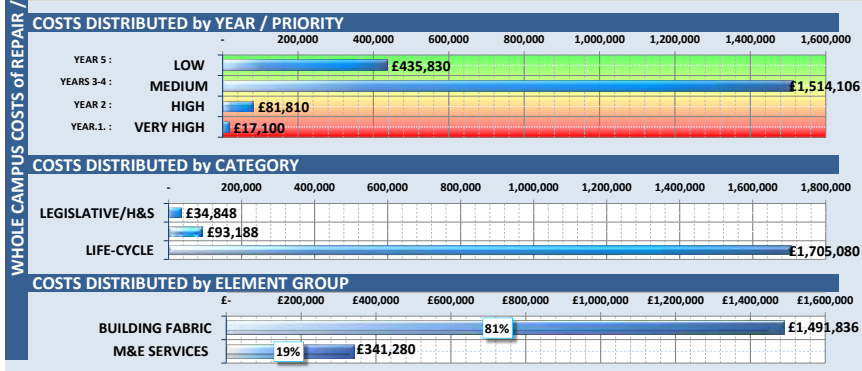 WHOLE CAMPUS COSTS of REPAIR /
COSTS DISTRIBUTED by YEAR / PRIORITY
- 200,000 400,000 600,000 800,000 1,000,000 1,200,000 1,400,000 1,600,000
YEAR 5 : LOW £435,830
YEARS 3-4 : MEDIUM £1,514,106
YEAR 2 : HIGH £81,810
YEAR.1. : VERY HIGH £17,100
COSTS DISTRIBUTED by CATEGORY
- 200,000 400,000 600,000 800,000 1,000,000 1,200,000 1,400,000 1,600,000 1,800,000
LEGISLATIVE/H&S £34,848
£93,188
LIFE-CYCLE £1,705,080
COSTS DISTRIBUTED by ELEMENT GROUP
£- £200,000 £400,000 £600,000 £800,000 £1,000,000 £1,200,000 £1,400,000 £1,600,000
BUILDING FABRIC 81% £1,491,836
M&E SERVICES 19% £341,280